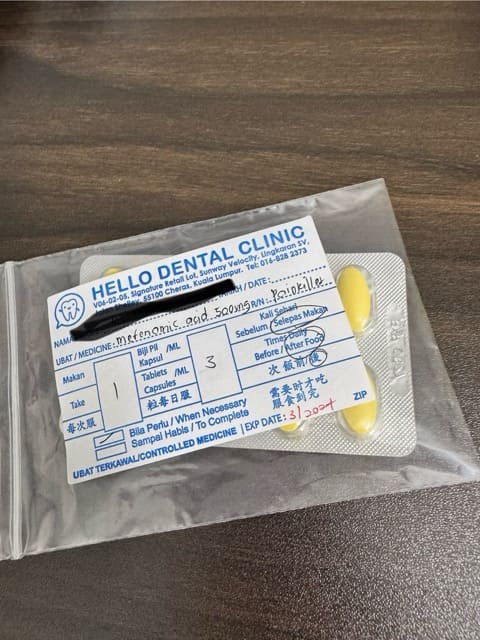 HELLO DENTAL CLINIC
V04-02-05, Signature Retail Lot, Sunway Velocity, Lingkaran SV,
55100 Cheras, Kuala Lumpur. Tel: 016-828 2373
NAMA
/ DATE:
UBAT / MEDICINE: mefenamic acid 500mg R/N: Painkiller
Makan
Take
每次服
1
Biji Pil
Kapsul /ML
Tablets /ML
Capsules
粒每日服
3
Kali Sehari
Sebelum / Selepas Makan
Times Daily
Before / After Food
次 飯前/後
Bila Perlu / When Necessary
Sampai Habis / To Complete
需要时才吃
服食到完
UBAT TERKAWAL/CONTROLLED MEDICINE | EXP DATE: 3/2024
ZIP